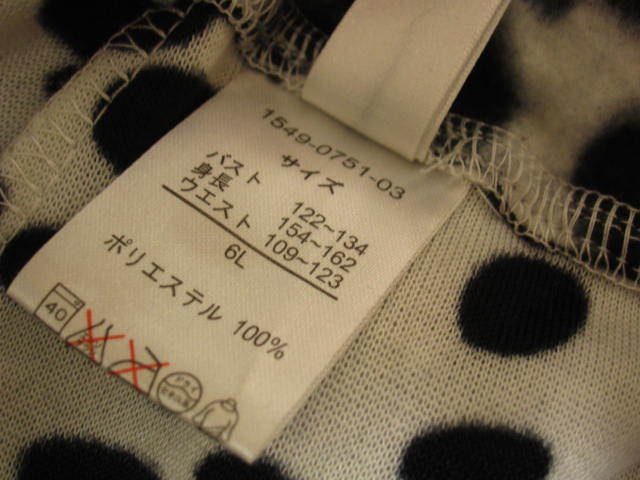 1549-0751-03
サイズ
バスト 122~134
身長 154~162
ウエスト 109~123
6L
ポリエステル 100%
40